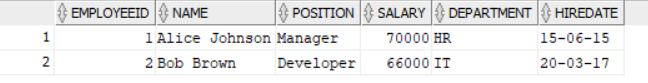 EMPLOYEEID NAME POSITION SALARY DEPARTMENT HIREDATE
1 1 Alice Johnson Manager 70000 HR 15-06-15
2 2 Bob Brown Developer 66000 IT 20-03-17